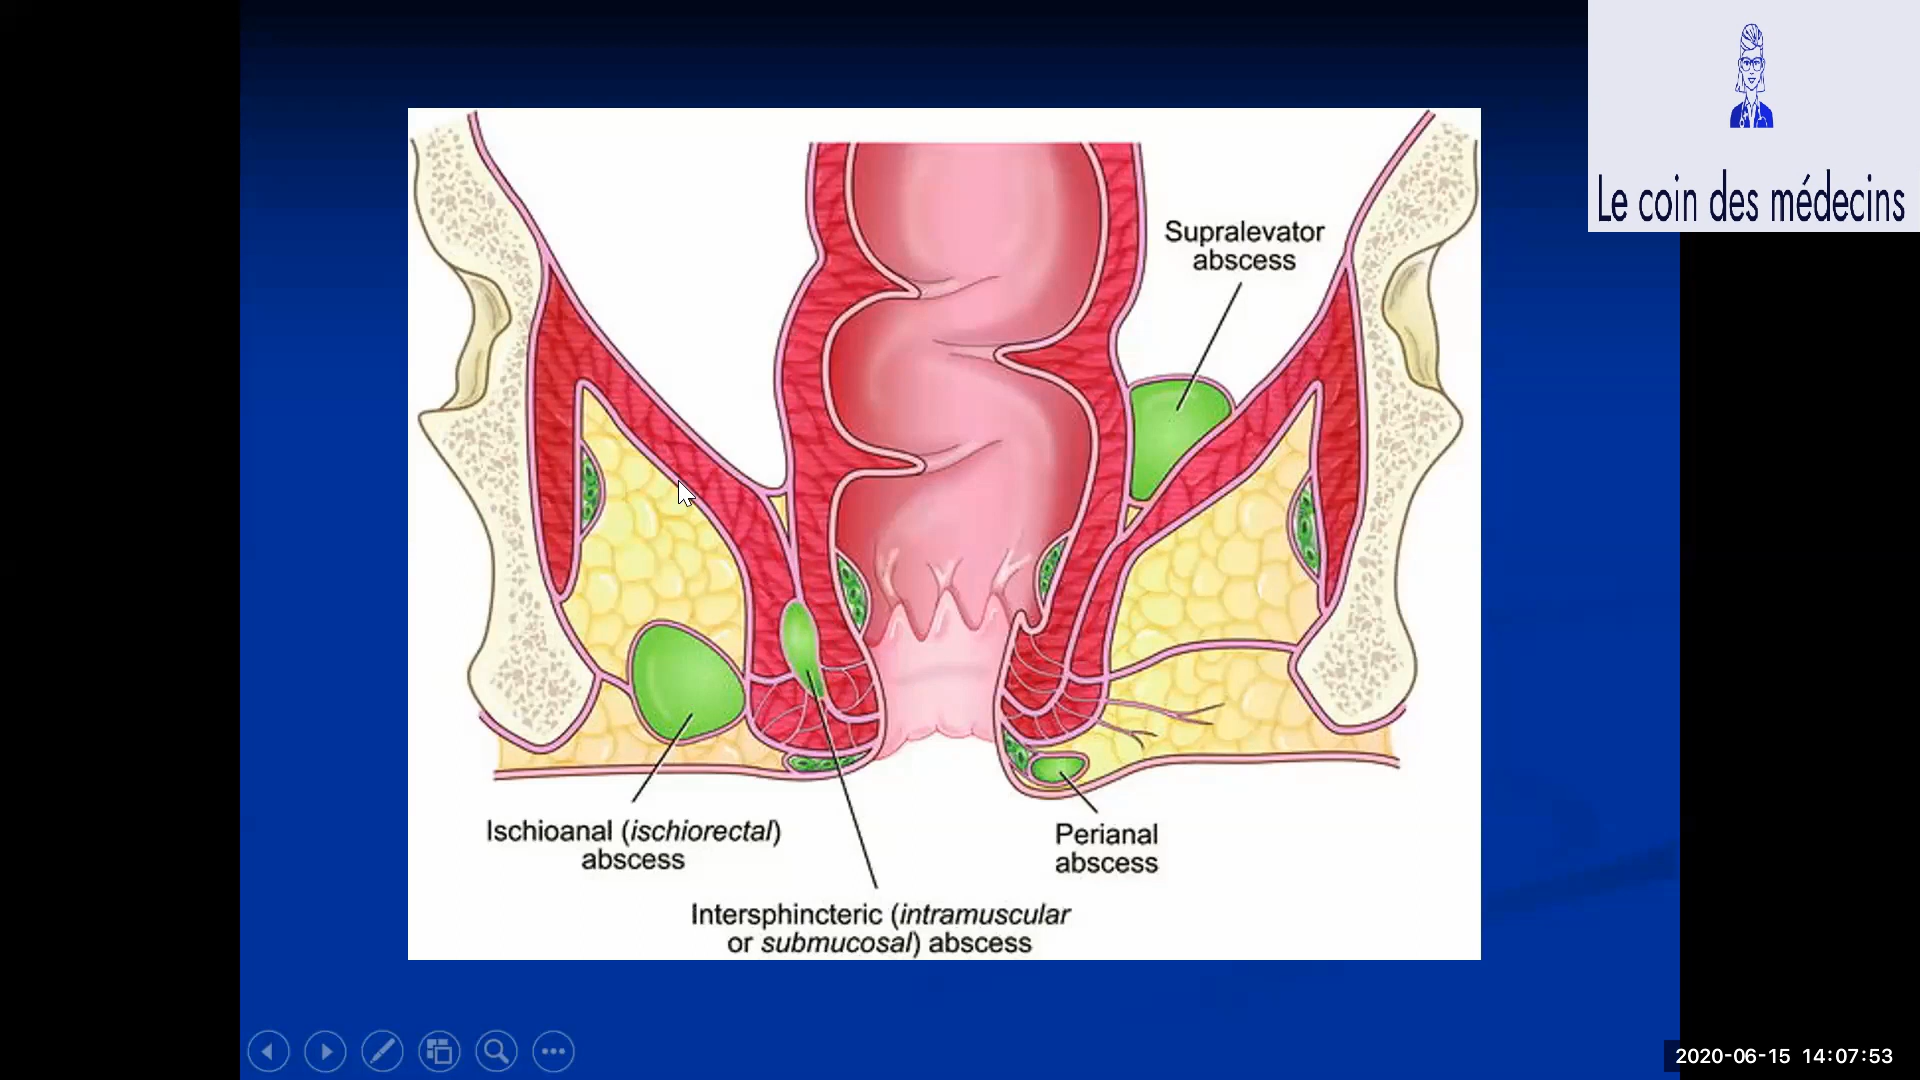 Le coin des médecins
Supralevator
abscess
Ischioanal (ischiorectal)
abscess
Perianal
abscess
Intersphincteric (intramuscular
or submucosal) abscess
2020-06-15 14:07:53